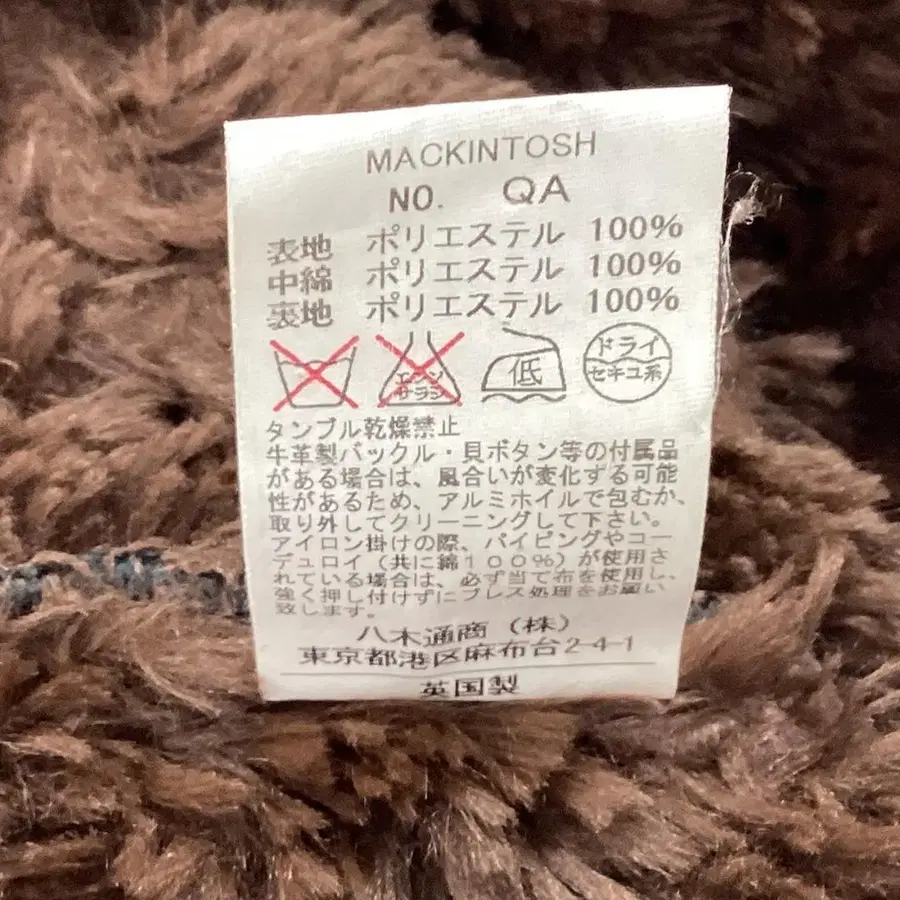 MACKINTOSH
NO. QA
表地 ポリエステル 100%
中綿 ポリエステル 100%
裏地 ポリエステル 100%
エンソ
サラシ
低
ドライ
セキユ系
タンブル乾燥禁止
牛革製バックル・貝ボタン等の付属品
がある場合は、風合いが変化する可能
性があるため、アルミホイルで包むか、
取り外してクリーニングして下さい。
アイロン掛けの際、パイピングやコー
デュロイ(共に綿100%)が使用さ
れている場合は、必ず当て布を使用し、
強く押し付けずにプレス処理をお願い
致します。
八木通商(株)
東京都港区麻布台2-4-1
英国製